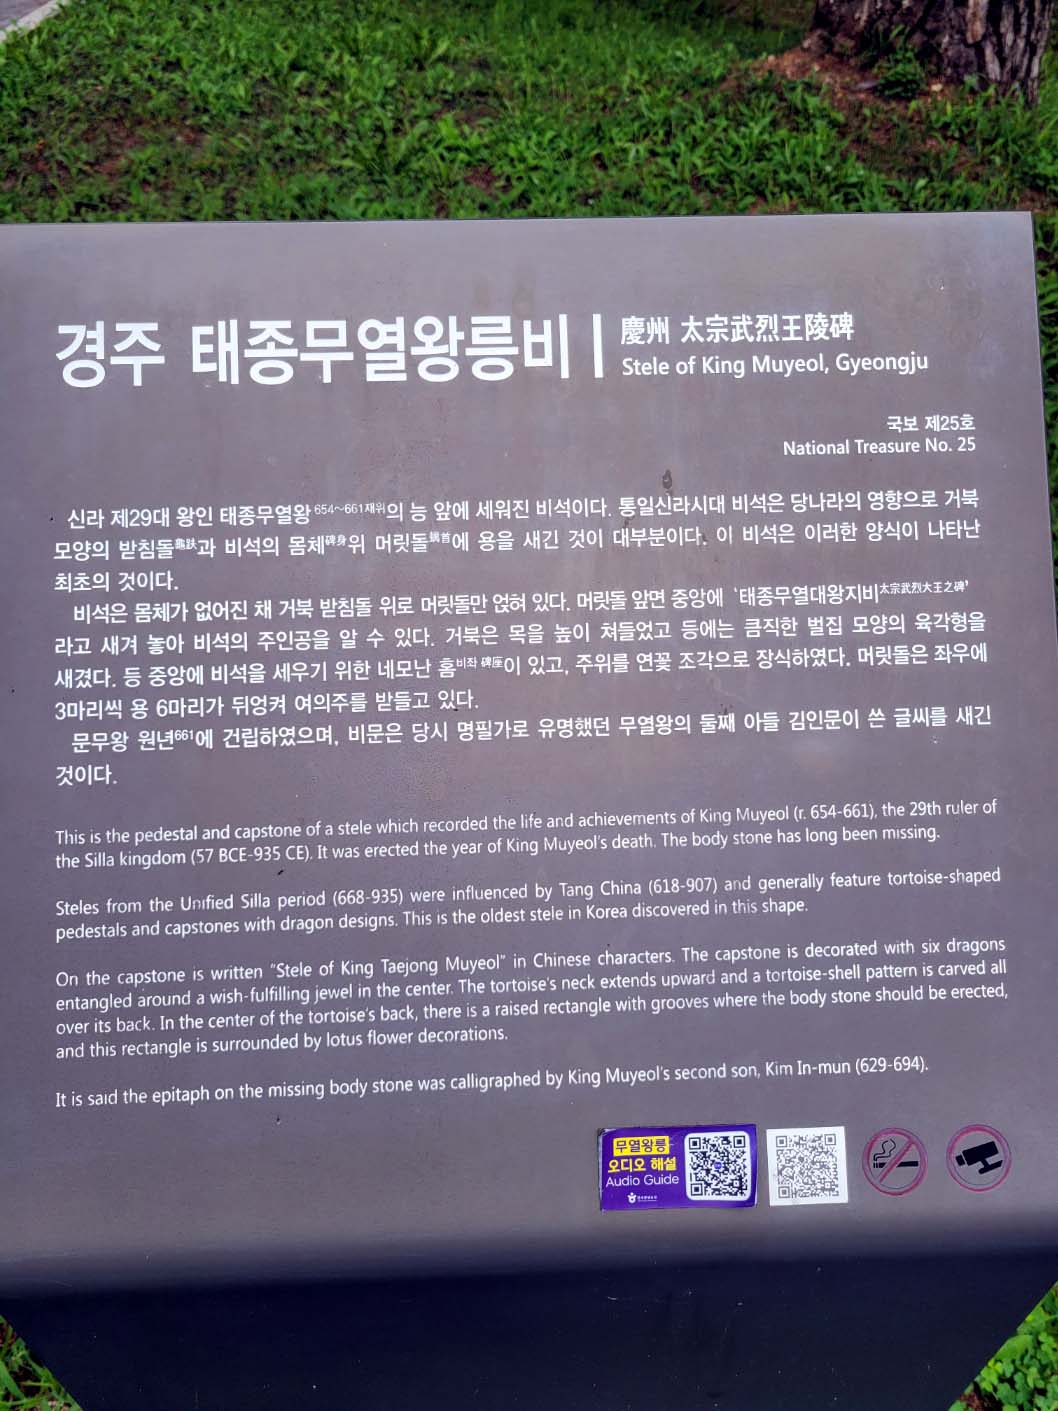 경주 태종무열왕릉비
慶州 太宗武烈王陵碑
Stele of King Muyeol, Gyeongju
국보 제25호
National Treasure No. 25
신라 제29대 왕인 태종무열왕654~661재위의 능 앞에 세워진 비석이다. 통일신라시대 비석은 당나라의 영향으로 거북
모양의 받침돌龜趺과 비석의 몸체碑身위 머릿돌螭首에 용을 새긴 것이 대부분이다. 이 비석은 이러한 양식이 나타난
최초의 것이다.
비석은 몸체가 없어진 채 거북 받침돌 위로 머릿돌만 얹혀 있다. 머릿돌 앞면 중앙에 ‘태종무열대왕지비太宗武烈大王之碑’
라고 새겨 놓아 비석의 주인공을 알 수 있다. 거북은 목을 높이 쳐들었고 등에는 큼직한 벌집 모양의 육각형을
새겼다. 등 중앙에 비석을 세우기 위한 네모난 홈비좌 碑座이 있고, 주위를 연꽃 조각으로 장식하였다. 머릿돌은 좌우에
3마리씩 용 6마리가 뒤엉켜 여의주를 받들고 있다.
문무왕 원년661에 건립하였으며, 비문은 당시 명필가로 유명했던 무열왕의 둘째 아들 김인문이 쓴 글씨를 새긴
것이다.
This is the pedestal and capstone of a stele which recorded the life and achievements of King Muyeol (r. 654-661), the 29th ruler of
the Silla kingdom (57 BCE-935 CE). It was erected the year of King Muyeol's death. The body stone has long been missing.
Steles from the Unified Silla period (668-935) were influenced by Tang China (618-907) and generally feature tortoise-shaped
pedestals and capstones with dragon designs. This is the oldest stele in Korea discovered in this shape.
On the capstone is written “Stele of King Taejong Muyeol” in Chinese characters. The capstone is decorated with six dragons
entangled around a wish-fulfilling jewel in the center. The tortoise's neck extends upward and a tortoise-shell pattern is carved all
over its back. In the center of the tortoise's back, there is a raised rectangle with grooves where the body stone should be erected,
and this rectangle is surrounded by lotus flower decorations.
It is said the epitaph on the missing body stone was calligraphed by King Muyeol's second son, Kim In-mun (629-694).
무열왕릉
오디오 해설
Audio Guide